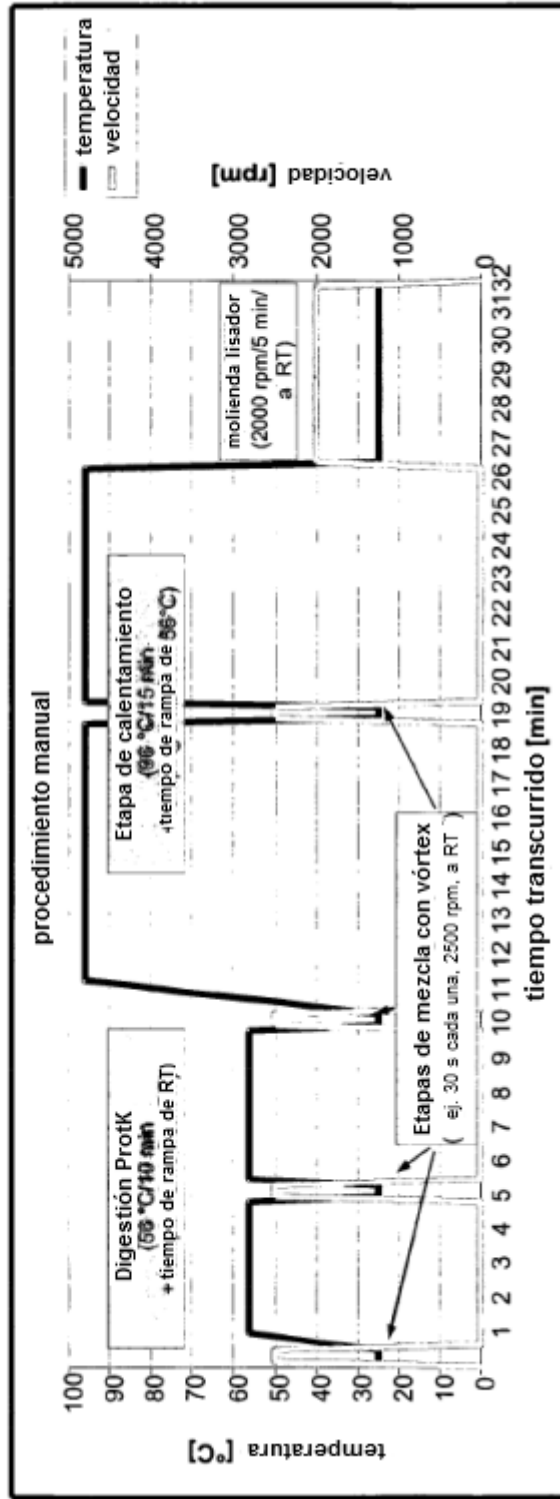 procedimiento manual
temperatura
velocidad
Digestión ProtK
(56 °C/10 min
+tiempo de rampa de RT)
Etapa de calentamiento
(96 °C/15 min
+tiempo de rampa de 56°C)
molienda lisador
(2000 rpm/5 min/
a RT)
Etapas de mezcla con vórtex
( ej. 30 s cada una, 2500 rpm, a RT )
temperatura [°C]
100
90
80
70
60
50
40
30
20
10
0
velocidad [rpm]
5000
4000
3000
2000
1000
0
1 2 3 4 5 6 7 8 9 10 11 12 13 14 15 16 17 18 19 20 21 22 23 24 25 26 27 28 29 30 31 32
tiempo transcurrido [min]